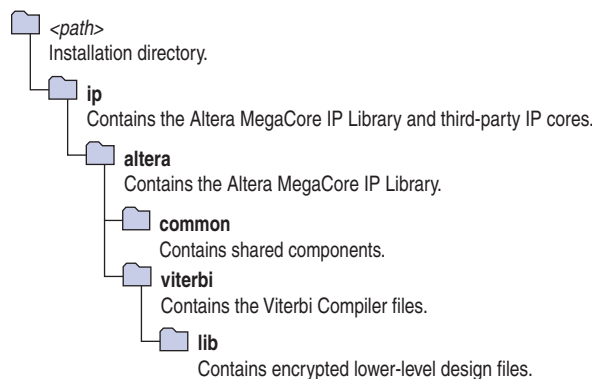 <path>
Installation directory.
ip
Contains the Altera MegaCore IP Library and third-party IP cores.
altera
Contains the Altera MegaCore IP Library.
common
Contains shared components.
viterbi
Contains the Viterbi Compiler files.
lib
Contains encrypted lower-level design files.